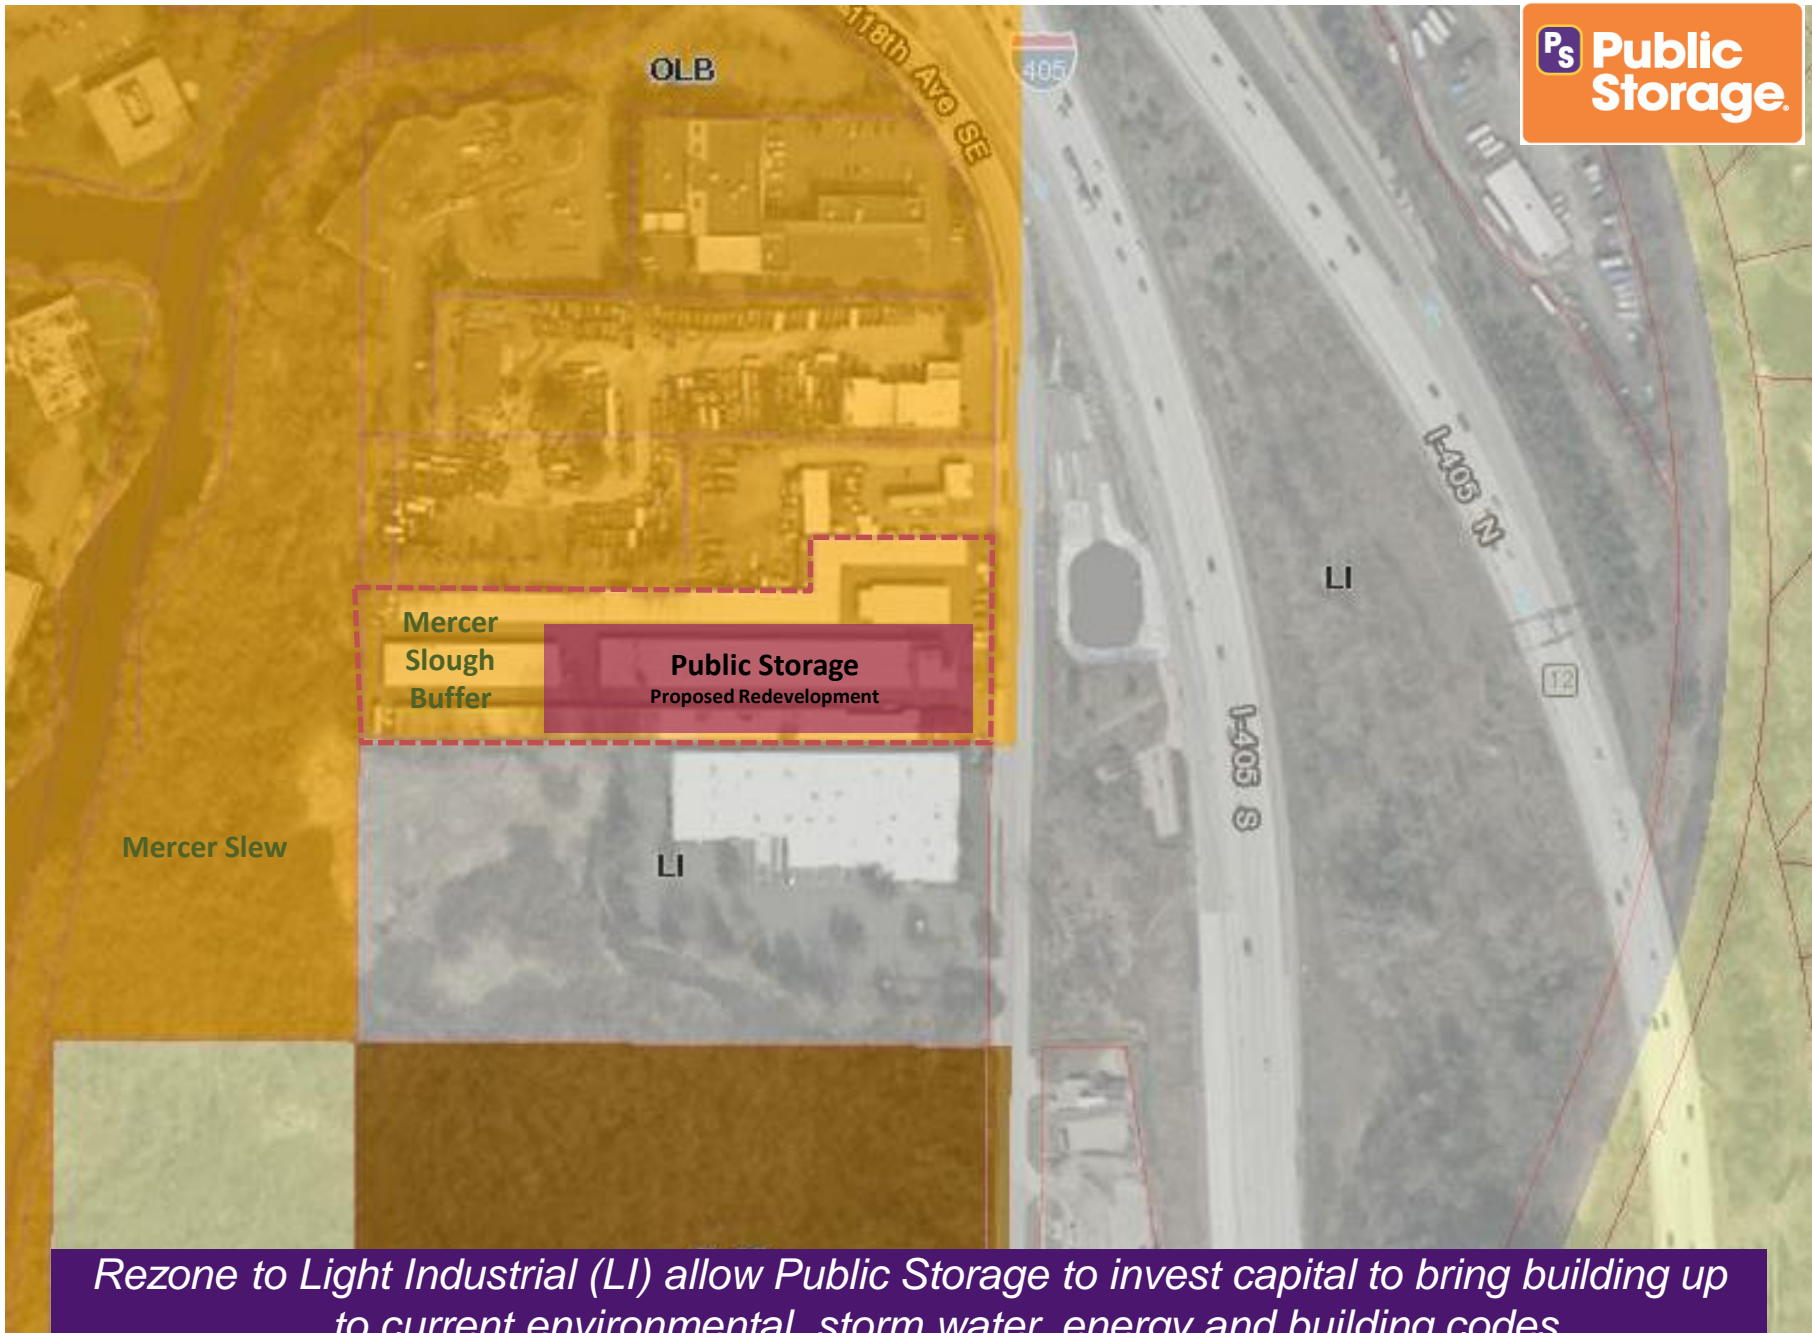 OLB
118th Ave SE
405
PS Public
Storage.
I-405 N
LI
12
Mercer
Slough
Buffer
Public Storage
Proposed Redevelopment
I-405 S
Mercer Slew
LI
Rezone to Light Industrial (LI) allow Public Storage to invest capital to bring building up
to current environmental, storm water, energy and building codes